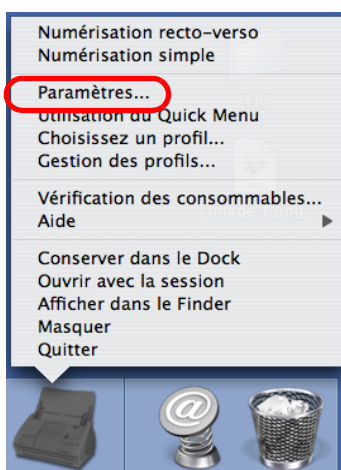 Numérisation recto-verso
Numérisation simple
Paramètres...
Utilisation du Quick Menu
Choisissez un profil...
Gestion des profils...
Vérification des consommables...
Aide
Conserver dans le Dock
Ouvrir avec la session
Afficher dans le Finder
Masquer
Quitter
@